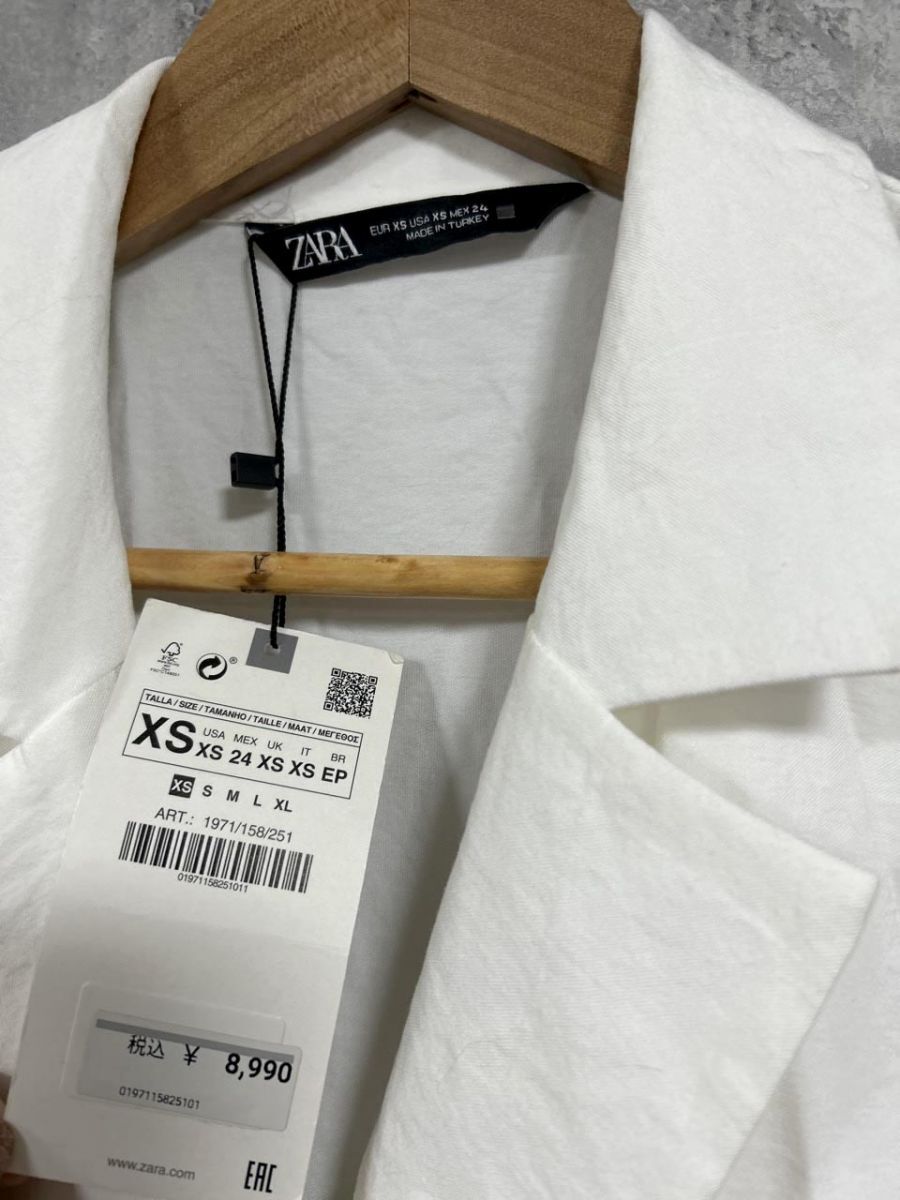 ZARA
EUR XS USA XS MEX 24
MADE IN TURKEY
FSC
®
TALLA / SIZE / TAMANHO / TAILLE / MAAT / ΜΕΓΕΘΟΣ
XS
USA MEX UK IT BR
XS 24 XS XS EP
XS S M L XL
ART.: 1971/158/251
01971158251011
税込 ¥ 8,990
0197115825101
www.zara.com
EAC